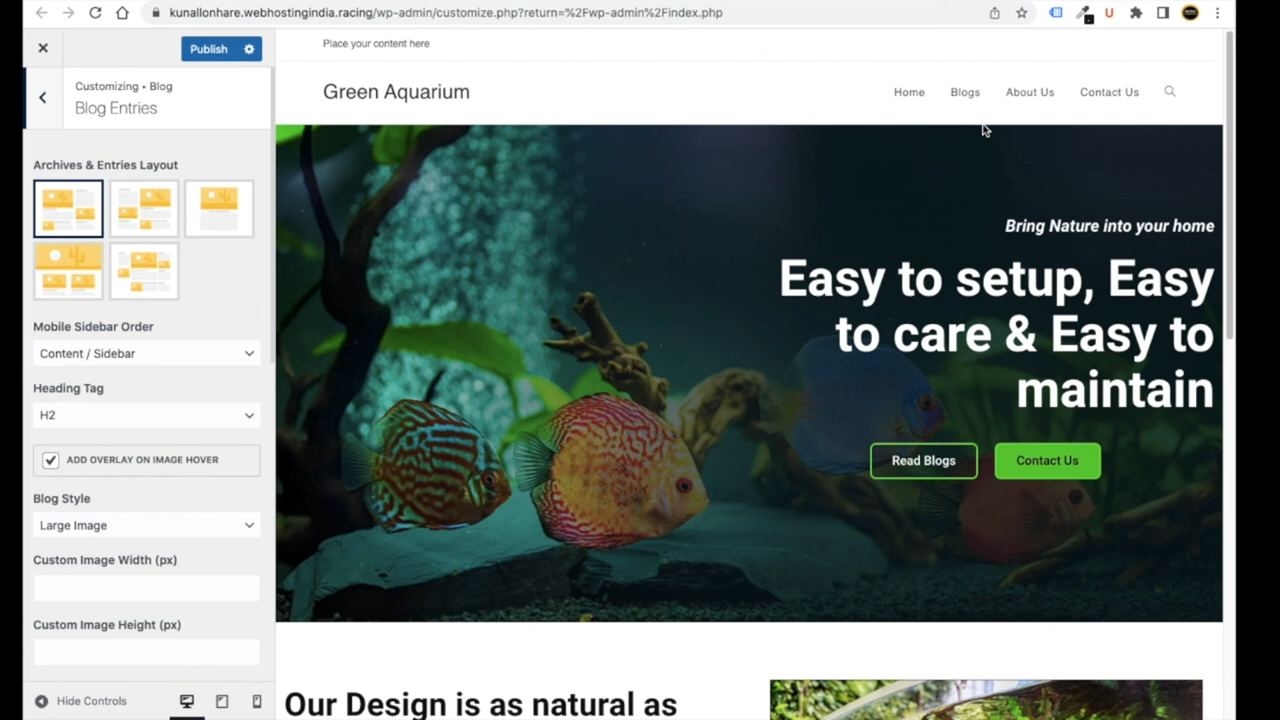 kunallonhare.webhostingindia.racing/wp-admin/customize.php?return=%2Fwp-admin%2Findex.php
Publish
Customizing • Blog
Blog Entries
Archives & Entries Layout
Mobile Sidebar Order
Content / Sidebar
Heading Tag
H2
ADD OVERLAY ON IMAGE HOVER
Blog Style
Large Image
Custom Image Width (px)
Custom Image Height (px)
Hide Controls
Place your content here
Green Aquarium
Home Blogs About Us Contact Us
Bring Nature into your home
Easy to setup, Easy
to care & Easy to
maintain
Read Blogs Contact Us
Our Design is as natural as